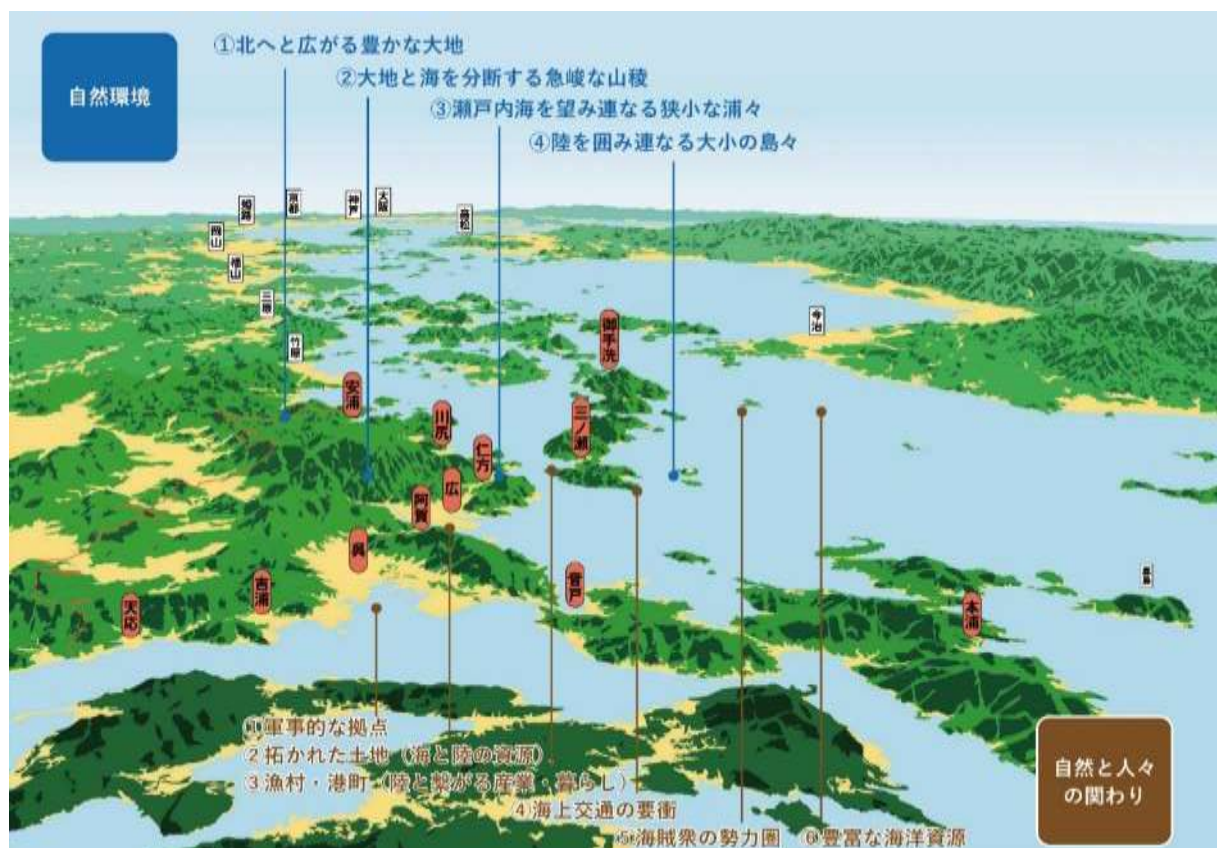 自然環境
①北へと広がる豊かな大地
②大地と海を分断する急峻な山稜
③瀬戸内海を望み連なる狭小な浦々
④陸を囲み連なる大小の島々
姫路
京都
神戸
大阪
高松
岡山
福山
三原
竹原
今治
御手洗
安浦
川尻
三ノ瀬
仁方
広
阿賀
呉
吉浦
天応
音戸
本浦
①軍事的な拠点
②拓かれた土地（海と陸の資源）
③漁村・港町（陸と繋がる産業・暮らし）
④海上交通の要衝
⑤海賊衆の勢力圏
⑥豊富な海洋資源
自然と人々
の関わり